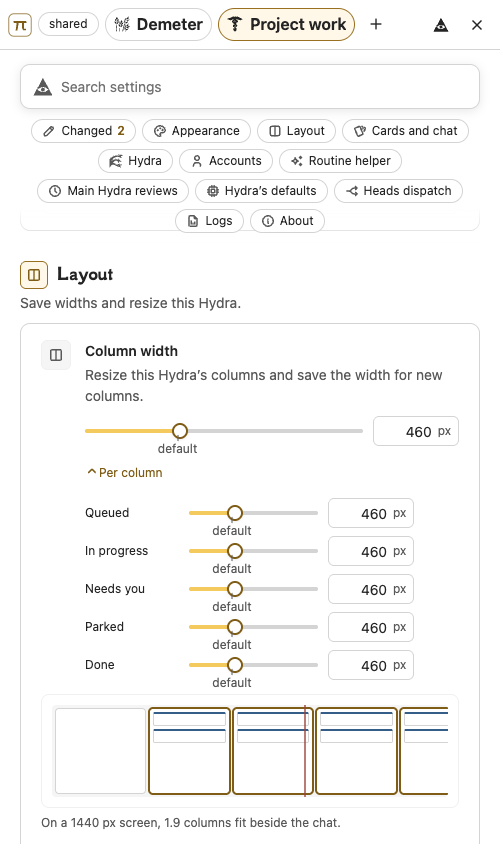 π shared Demeter Project work
Search settings
Changed 2 Appearance Layout Cards and chat
Hydra Accounts Routine helper
Main Hydra reviews Hydra's defaults Heads dispatch
Logs About
Layout
Save widths and resize this Hydra.
Column width
Resize this Hydra's columns and save the width for new
columns.
460 px
default
Per column
Queued 460 px
default
In progress 460 px
default
Needs you 460 px
default
Parked 460 px
default
Done 460 px
default
On a 1440 px screen, 1.9 columns fit beside the chat.